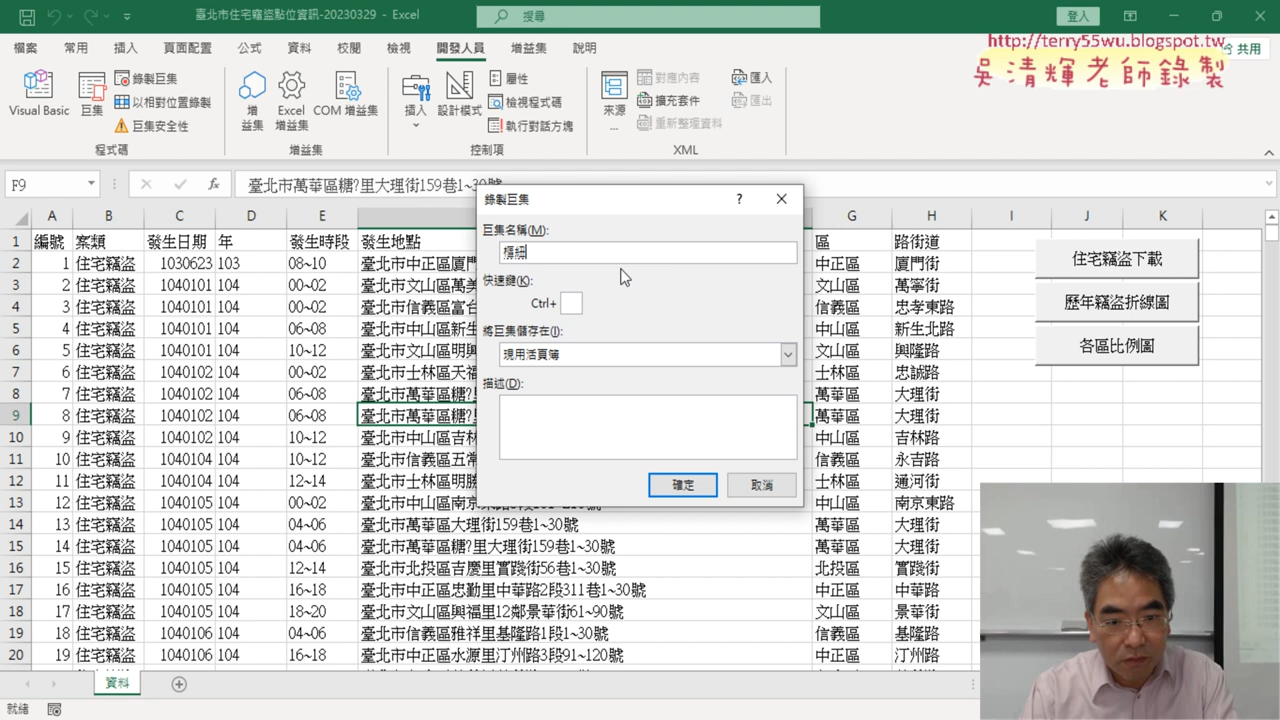 臺北市住宅竊盜點位資訊-20230329 - Excel
搜尋
登入
檔案 常用 插入 頁面配置 公式 資料 校閱 檢視 開發人員 增益集 說明
共用
http://terry55wu.blogspot.tw
吳清輝老師錄製
Visual Basic
巨集
錄製巨集
以相對位置錄製
巨集安全性
程式碼
增益集
Excel 增益集
COM 增益集
增益集
插入
設計模式
屬性
檢視程式碼
執行對話方塊
控制項
來源
對應內容
擴充套件
重新整理資料
匯入
匯出
XML
F9
fx
臺北市萬華區糖?里大理街159巷1~30號
A B C D E G H I J K
1 編號 案類 發生日期 年 發生時段 發生地點 區 路街道
2 1 住宅竊盜 1030623 103 08~10 臺北市中正區廈門 中正區 廈門街
3 2 住宅竊盜 1040101 104 00~02 臺北市文山區萬美 文山區 萬寧街
4 3 住宅竊盜 1040101 104 00~02 臺北市信義區富台 信義區 忠孝東路
5 4 住宅竊盜 1040101 104 06~08 臺北市中山區新生 中山區 新生北路
6 5 住宅竊盜 1040101 104 10~12 臺北市文山區明興 文山區 興隆路
7 6 住宅竊盜 1040102 104 00~02 臺北市士林區天福 士林區 忠誠路
8 7 住宅竊盜 1040102 104 06~08 臺北市萬華區糖?里 萬華區 大理街
9 8 住宅竊盜 1040102 104 06~08 臺北市萬華區糖?里 萬華區 大理街
10 9 住宅竊盜 1040102 104 10~12 臺北市中山區吉林 中山區 吉林路
11 10 住宅竊盜 1040104 104 10~12 臺北市信義區五常 信義區 永吉路
12 11 住宅竊盜 1040104 104 12~14 臺北市士林區明勝 士林區 通河街
13 12 住宅竊盜 1040105 104 00~02 臺北市中山區南京 中山區 南京東路
14 13 住宅竊盜 1040105 104 04~06 臺北市萬華區大理街159巷1~30號 萬華區 大理街
15 14 住宅竊盜 1040105 104 04~06 臺北市萬華區糖?里大理街159巷1~30號 萬華區 大理街
16 15 住宅竊盜 1040105 104 12~14 臺北市北投區吉慶里實踐街56巷1~30號 北投區 實踐街
17 16 住宅竊盜 1040105 104 16~18 臺北市中正區忠勤里中華路2段311巷1~30號 中正區 中華路
18 17 住宅竊盜 1040105 104 18~20 臺北市文山區興福里12鄰景華街61~90號 文山區 景華街
19 18 住宅竊盜 1040106 104 04~06 臺北市信義區雅祥里基隆路1段1~30號 信義區 基隆路
20 19 住宅竊盜 1040106 104 16~18 臺北市中正區水源里汀州路3段91~120號 中正區 汀州路
住宅竊盜下載
歷年竊盜折線圖
各區比例圖
錄製巨集
?
巨集名稱(M):
快速鍵(K):
Ctrl+
將巨集儲存在(I):
現用活頁簿
描述(D):
確定
取消
資料
就緒